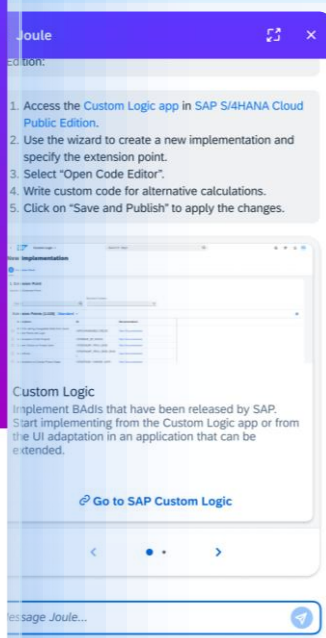 Joule
Edition:
1. Access the Custom Logic app in SAP S/4HANA Cloud
Public Edition.
2. Use the wizard to create a new implementation and
specify the extension point.
3. Select “Open Code Editor”.
4. Write custom code for alternative calculations.
5. Click on “Save and Publish” to apply the changes.
New Implementation
Custom Logic
Implement BAdIs that have been released by SAP.
Start implementing from the Custom Logic app or from
the UI adaptation in an application that can be
extended.
Go to SAP Custom Logic
Message Joule...